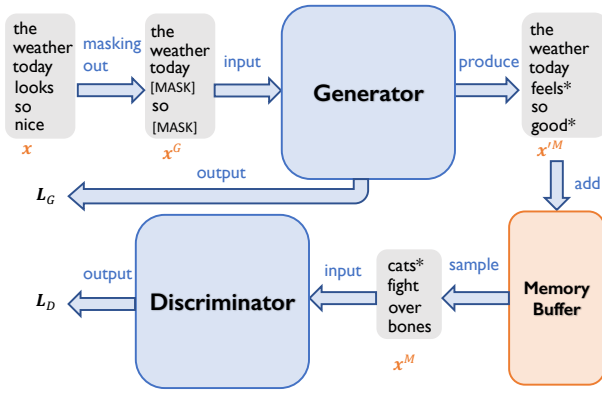 the
weather
today
looks
so
nice
x
masking
out
the
weather
today
[MASK]
so
[MASK]
x^G
input
Generator
produce
the
weather
today
feels*
so
good*
x'^M
output
L_G
add
Memory
Buffer
sample
cats*
fight
over
bones
x^M
input
Discriminator
output
L_D